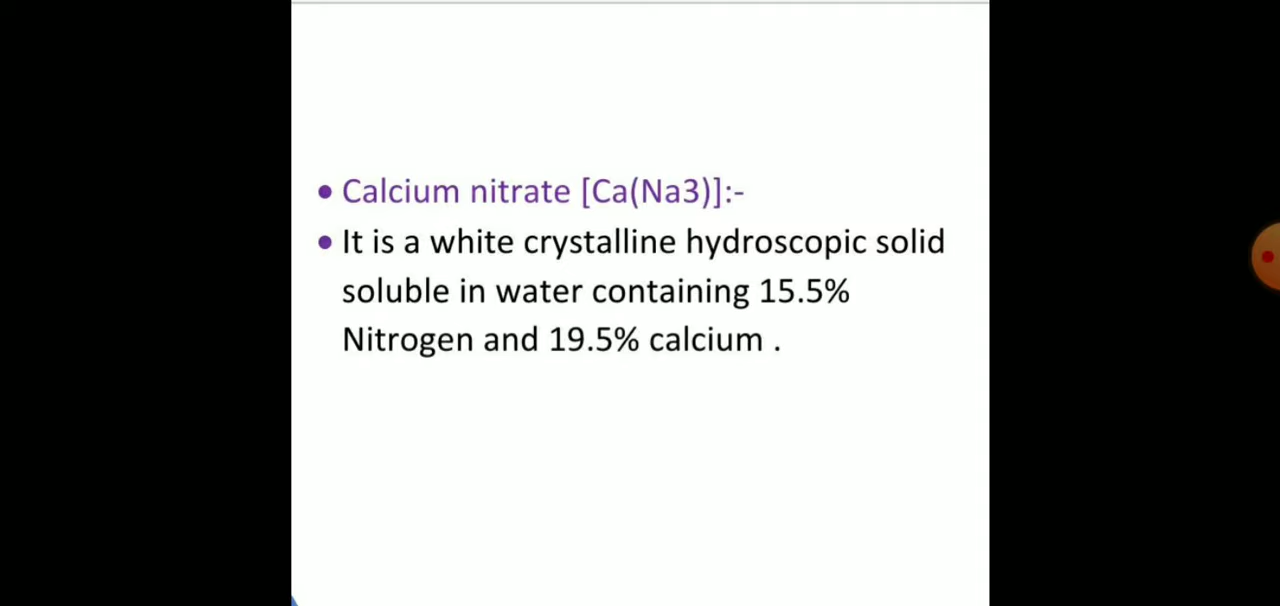 • Calcium nitrate [Ca(Na3)]:-
• It is a white crystalline hydroscopic solid
soluble in water containing 15.5%
Nitrogen and 19.5% calcium .